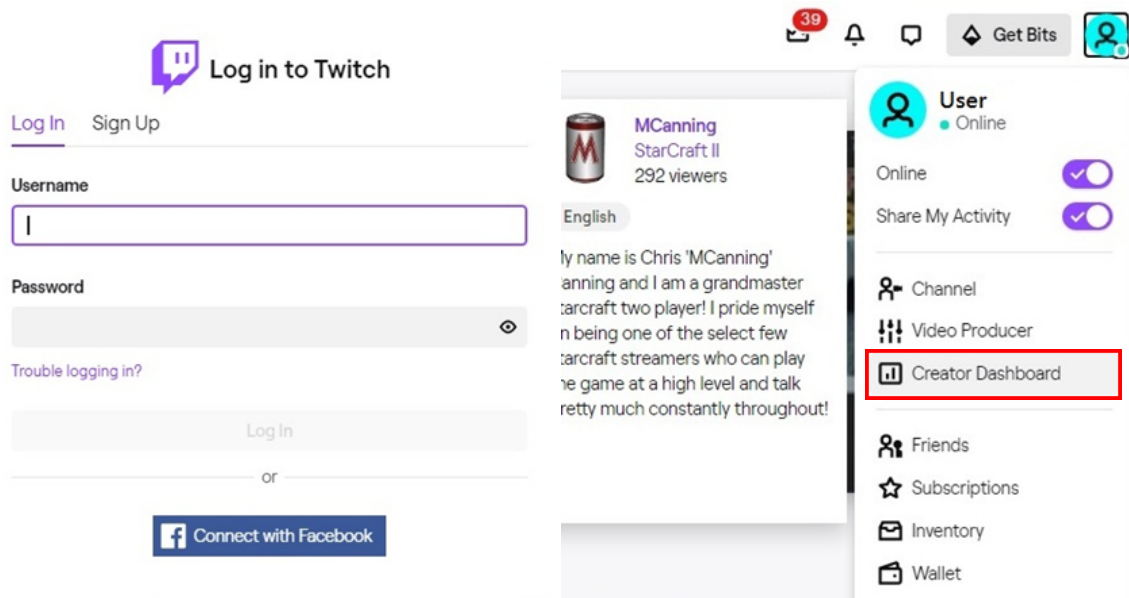 Log in to Twitch
Log In Sign Up
Username
Password
Trouble logging in?
Log In
or
Connect with Facebook
39
Get Bits
M
MCanning
StarCraft II
292 viewers
English
y name is Chris 'MCanning'
anning and I am a grandmaster
tarcraft two player! I pride myself
n being one of the select few
tarcraft streamers who can play
he game at a high level and talk
retty much constantly throughout!
User
Online
Online
Share My Activity
Channel
Video Producer
Creator Dashboard
Friends
Subscriptions
Inventory
Wallet